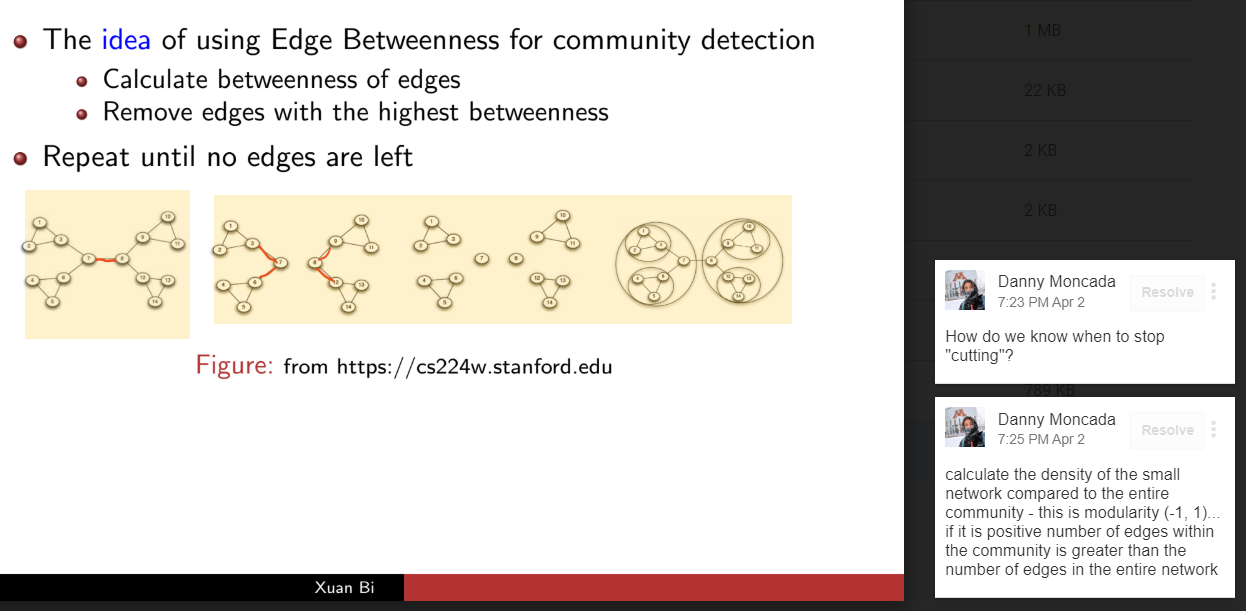 The idea of using Edge Betweenness for community detection
Calculate betweenness of edges
Remove edges with the highest betweenness
Repeat until no edges are left
Figure: from https://cs224w.stanford.edu
Xuan Bi
1 MB
22 KB
2 KB
2 KB
Danny Moncada
7:23 PM Apr 2
Resolve
How do we know when to stop
"cutting"?
789 KB
Danny Moncada
7:25 PM Apr 2
Resolve
calculate the density of the small
network compared to the entire
community - this is modularity (-1, 1)...
if it is positive number of edges within
the community is greater than the
number of edges in the entire network